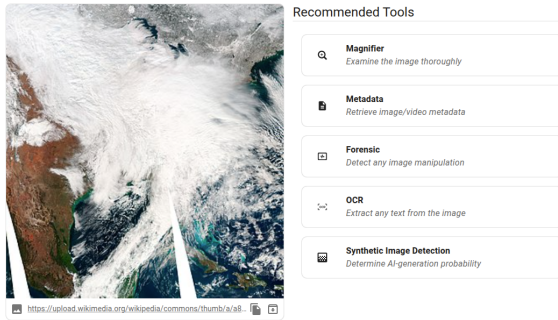 Recommended Tools
Magnifier
Examine the image thoroughly
Metadata
Retrieve image/video metadata
Forensic
Detect any image manipulation
OCR
Extract any text from the image
Synthetic Image Detection
Determine AI-generation probability
https://upload.wikimedia.org/wikipedia/commons/thumb/a/a8...